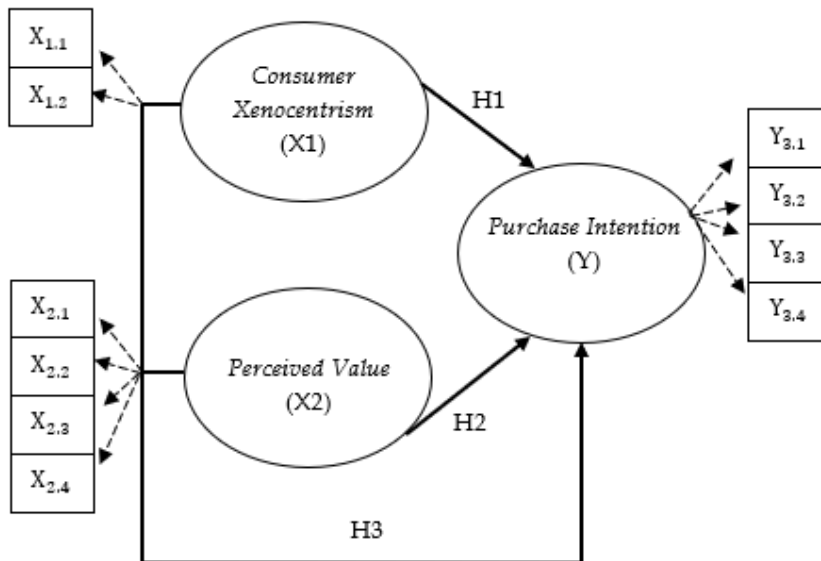 X1.1
X1.2
Consumer
Xenocentrism
(X1)
H1
Y3.1
Y3.2
Y3.3
Y3.4
Purchase Intention
(Y)
X2.1
X2.2
X2.3
X2.4
Perceived Value
(X2)
H2
H3